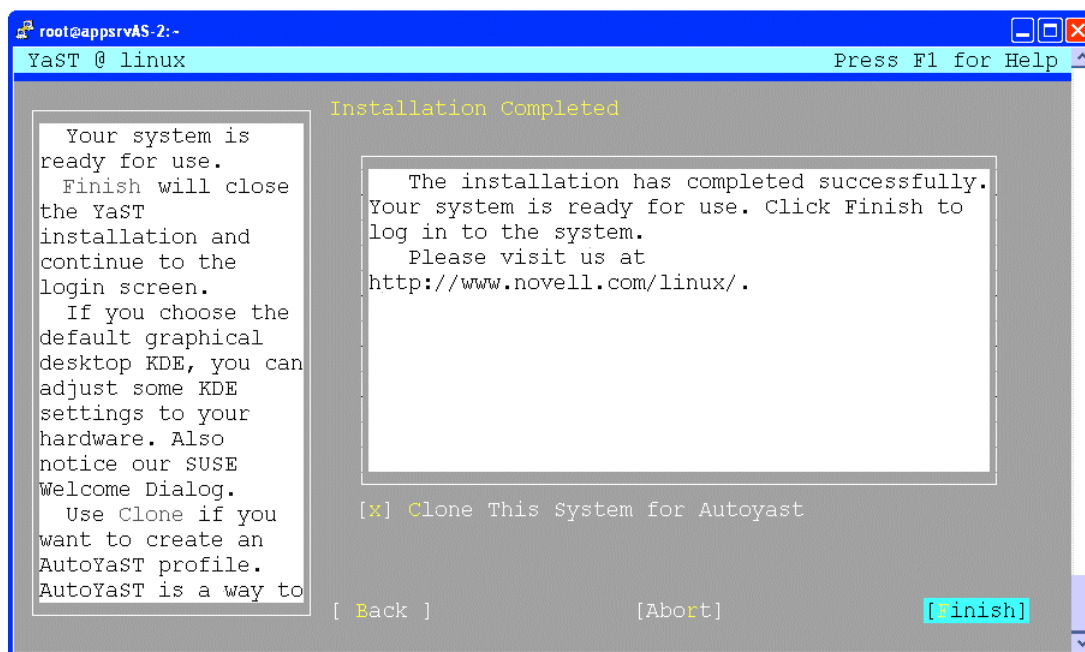 root@appsrvAS-2:~
YaST @ linux Press F1 for Help
Your system is
ready for use.
Finish will close
the YaST
installation and
continue to the
login screen.
If you choose the
default graphical
desktop KDE, you can
adjust some KDE
settings to your
hardware. Also
notice our SUSE
Welcome Dialog.
Use Clone if you
want to create an
AutoYaST profile.
AutoYaST is a way to
Installation Completed
The installation has completed successfully.
Your system is ready for use. Click Finish to
log in to the system.
Please visit us at
http://www.novell.com/linux/.
[x] Clone This System for Autoyast
[ Back ] [Abort] [Finish]